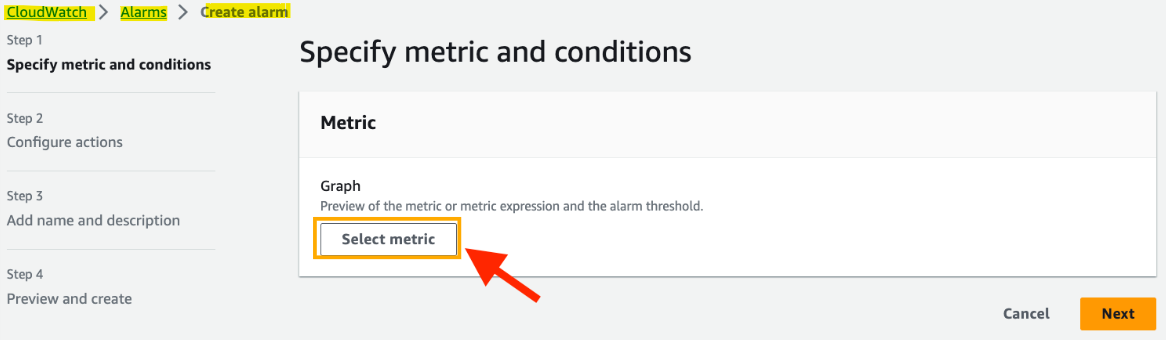 CloudWatch > Alarms > Create alarm
Step 1
Specify metric and conditions
Step 2
Configure actions
Step 3
Add name and description
Step 4
Preview and create
Specify metric and conditions
Metric
Graph
Preview of the metric or metric expression and the alarm threshold.
Select metric
Cancel
Next